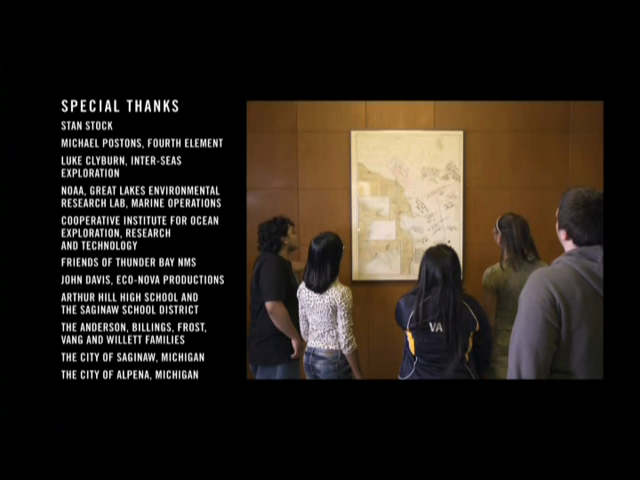 SPECIAL THANKS
STAN STOCK
MICHAEL POSTONS, FOURTH ELEMENT
LUKE CLYBURN, INTER-SEAS
EXPLORATION
NOAA, GREAT LAKES ENVIRONMENTAL
RESEARCH LAB, MARINE OPERATIONS
COOPERATIVE INSTITUTE FOR OCEAN
EXPLORATION, RESEARCH
AND TECHNOLOGY
FRIENDS OF THUNDER BAY NMS
JOHN DAVIS, ECO-NOVA PRODUCTIONS
ARTHUR HILL HIGH SCHOOL AND
THE SAGINAW SCHOOL DISTRICT
THE ANDERSON, BILLINGS, FROST,
VANG AND WILLETT FAMILIES
THE CITY OF SAGINAW, MICHIGAN
THE CITY OF ALPENA, MICHIGAN
VA